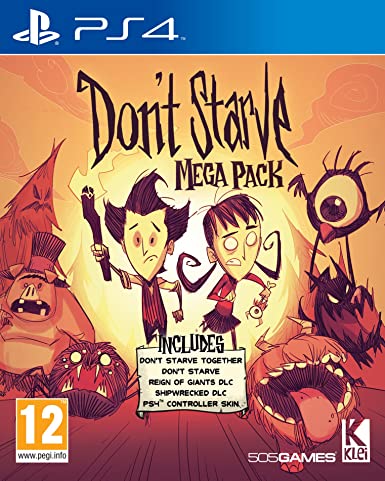 PS4™
Don't Starve
MEGA PACK
INCLUDES
DON'T STARVE TOGETHER
DON'T STARVE
REIGN OF GIANTS DLC
SHIPWRECKED DLC
PS4™ CONTROLLER SKIN
12
www.pegi.info
505GAMES®
Klei